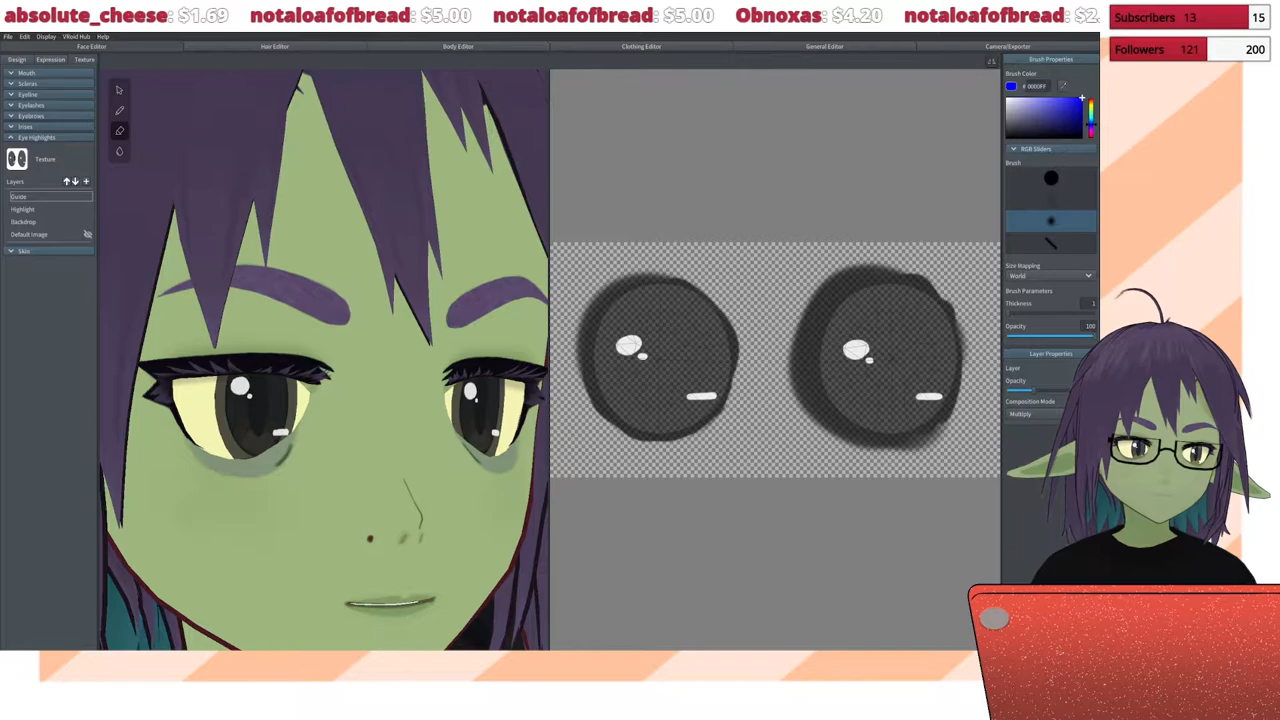 absolute_cheese: $1.69 notaloafofbread: $5.00 notaloafofbread: $5.00 Obnoxas: $4.20 notaloafofbread: $2.
Subscribers 13 15
Followers 121 200
File Edit Display VRoid Hub Help
Face Editor Hair Editor Body Editor Clothing Editor General Editor Camera/Exporter
Design Expression Texture
Mouth
Scleras
Eyeline
Eyelashes
Eyebrows
Irises
Eye Highlights
Texture
Layers
Guide
Highlight
Backdrop
Default Image
Skin
Brush Properties
Brush Color
# 0000FF
RGB Sliders
Brush
Size Mapping
World
Brush Parameters
Thickness 1
Opacity 100
Layer Properties
Layer
Opacity
Composition Mode
Multiply